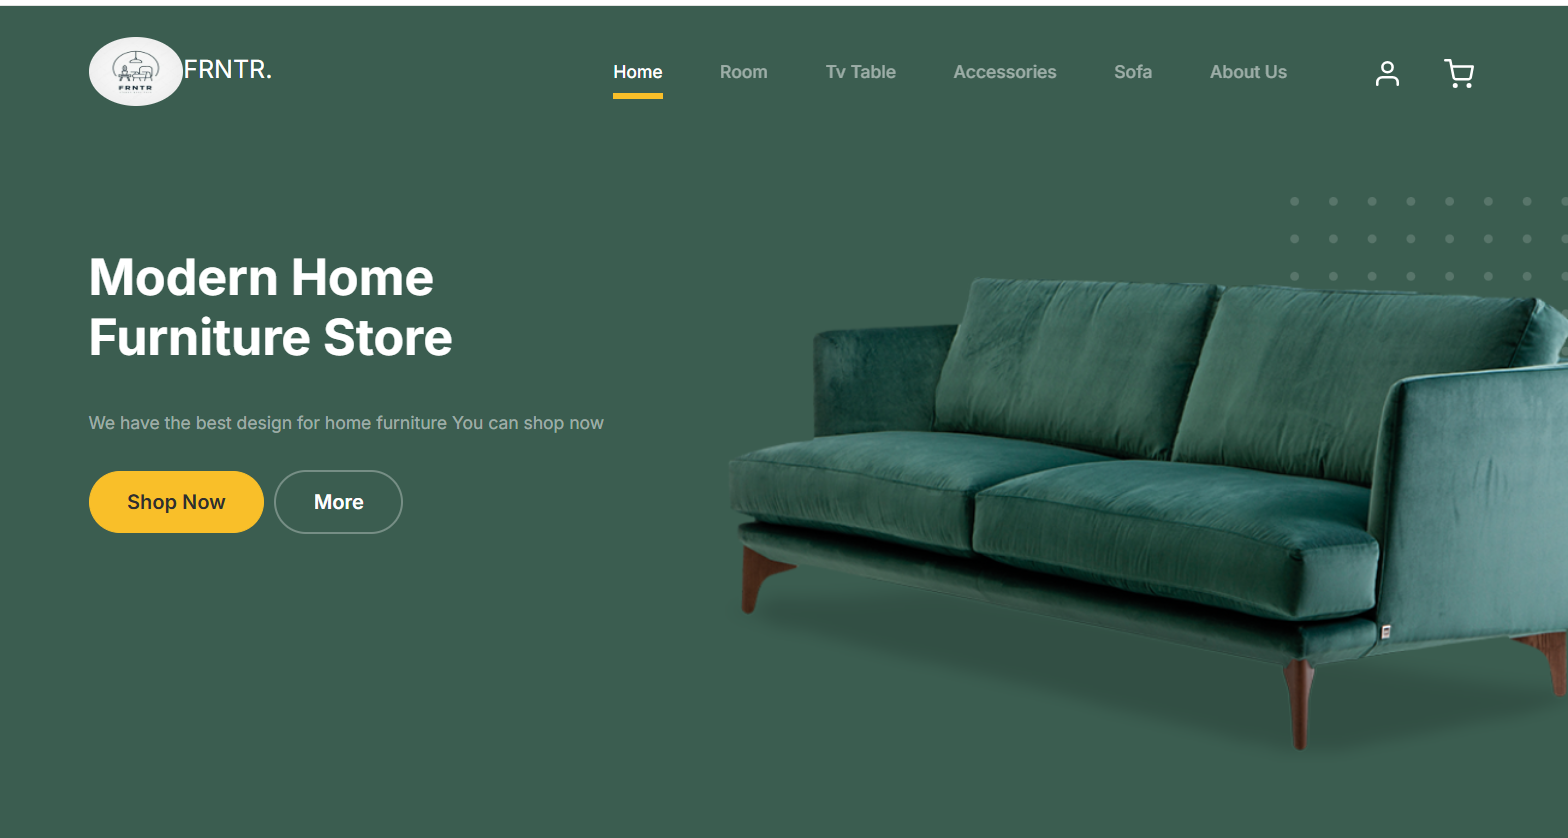 FRNTR
FRNTR.
Home
Room
Tv Table
Accessories
Sofa
About Us
Modern Home
Furniture Store
We have the best design for home furniture You can shop now
Shop Now
More